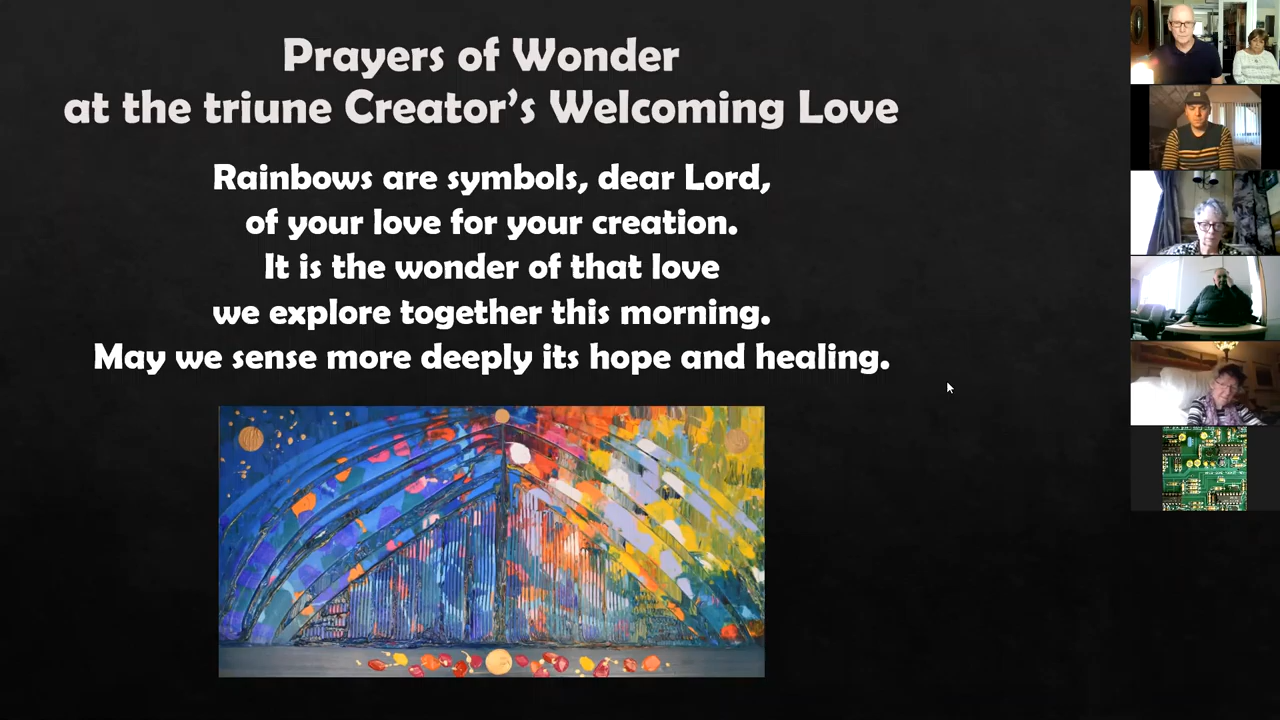 Prayers of Wonder
at the triune Creator’s Welcoming Love
Rainbows are symbols, dear Lord,
of your love for your creation.
It is the wonder of that love
we explore together this morning.
May we sense more deeply its hope and healing.